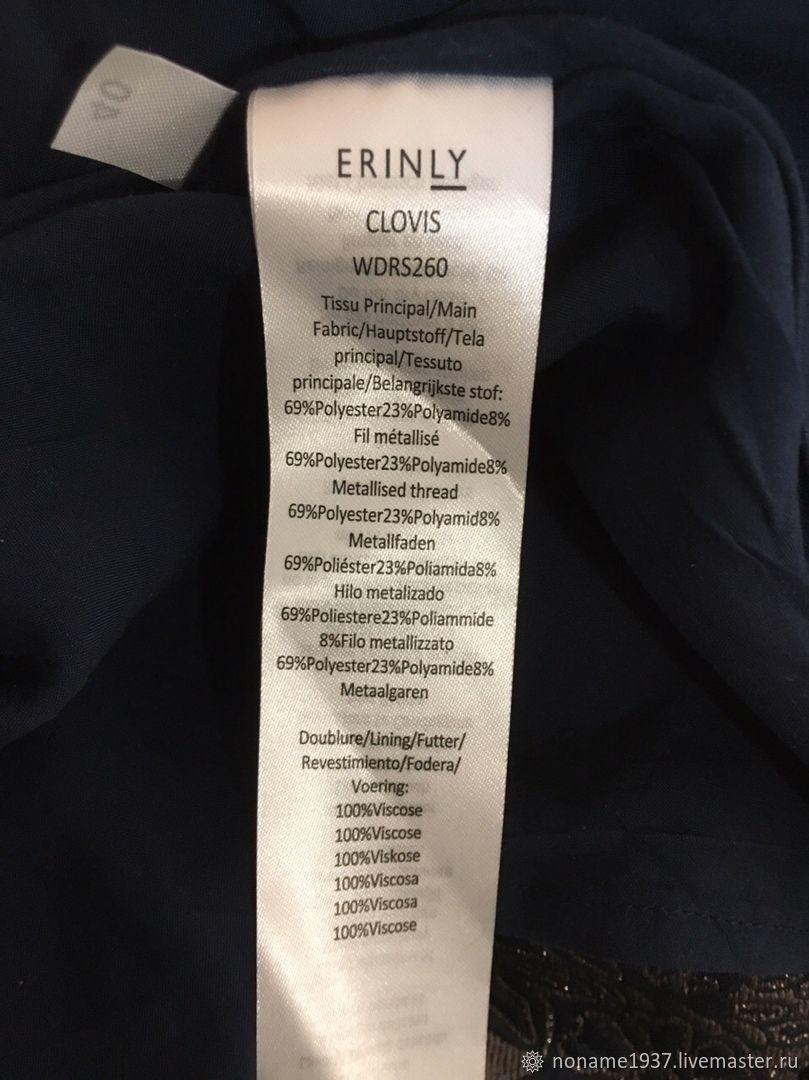 40
ERINLY
CLOVIS
WDRS260
Tissu Principal/Main
Fabric/Hauptstoff/Tela
principal/Tessuto
principale/Belangrijkste stof:
69%Polyester23%Polyamide8%
Fil métallisé
69%Polyester23%Polyamide8%
Metallised thread
69%Polyester23%Polyamid8%
Metallfaden
69%Poliéster23%Poliamida8%
Hilo metalizado
69%Poliestere23%Poliammide
8%Filo metallizzato
69%Polyester23%Polyamide8%
Metaalgaren
Doublure/Lining/Futter/
Revestimiento/Fodera/
Voering:
100%Viscose
100%Viscose
100%Viskose
100%Viscosa
100%Viscosa
100%Viscose
noname1937.livemaster.ru